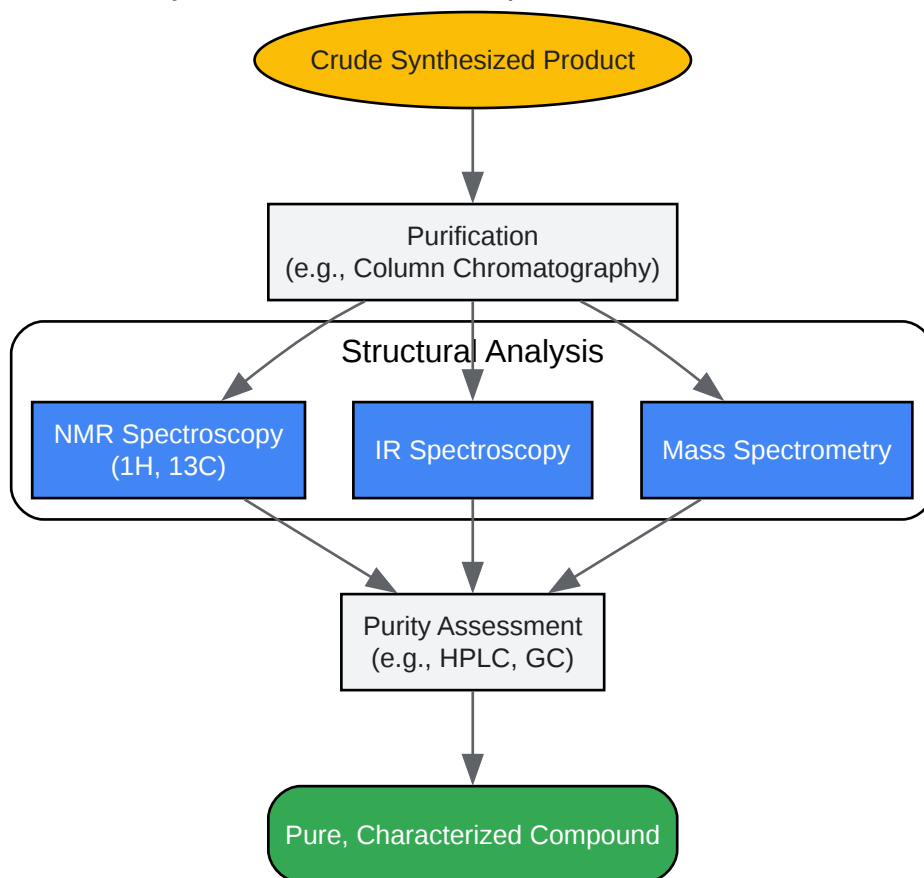 Crude Synthesized Product
Purification
(e.g., Column Chromatography)
Structural Analysis
NMR Spectroscopy
(1H, 13C)
IR Spectroscopy
Mass Spectrometry
Purity Assessment
(e.g., HPLC, GC)
Pure, Characterized Compound